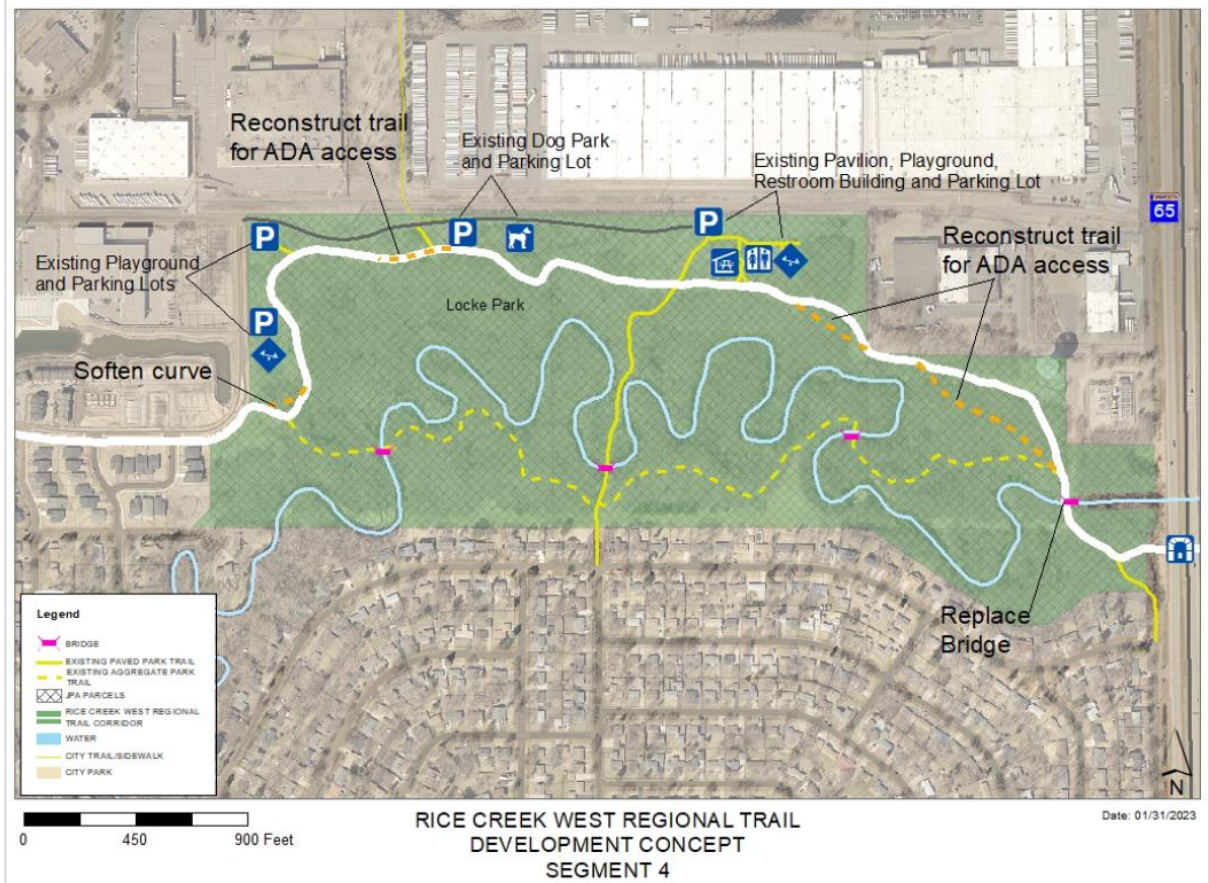 Reconstruct trail
for ADA access
Existing Dog Park
and Parking Lot
Existing Pavilion, Playground,
Restroom Building and Parking Lot
65
P
P
P
Reconstruct trail
for ADA access
Existing Playground
and Parking Lots
Locke Park
P
Soften curve
Replace
Bridge
Legend
BRIDGE
EXISTING PAVED PARK TRAIL
EXISTING AGGREGATE PARK
TRAIL
JPA PARCELS
RICE CREEK WEST REGIONAL
TRAIL CORRIDOR
WATER
CITY TRAIL/SIDEWALK
CITY PARK
N
0 450 900 Feet
RICE CREEK WEST REGIONAL TRAIL
DEVELOPMENT CONCEPT
SEGMENT 4
Date: 01/31/2023